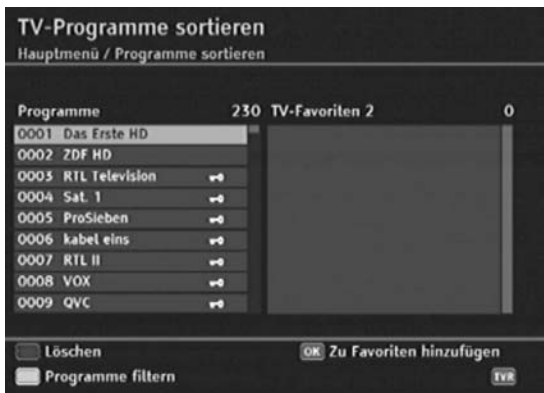 TV-Programme sortieren
Hauptmenü / Programme sortieren
Programme 230 TV-Favoriten 2 0
0001 Das Erste HD
0002 ZDF HD
0003 RTL Television
0004 Sat. 1
0005 ProSieben
0006 kabel eins
0007 RTL II
0008 VOX
0009 QVC
Löschen OK Zu Favoriten hinzufügen
Programme filtern TVR